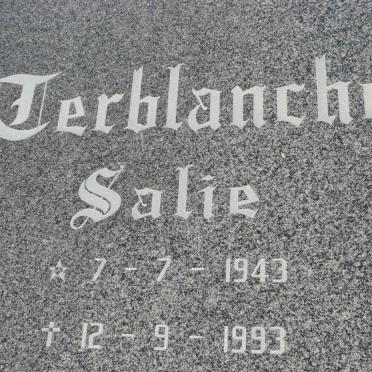 Terblanch
Salie
☆ 7 - 7 - 1943
† 12 - 9 - 1993